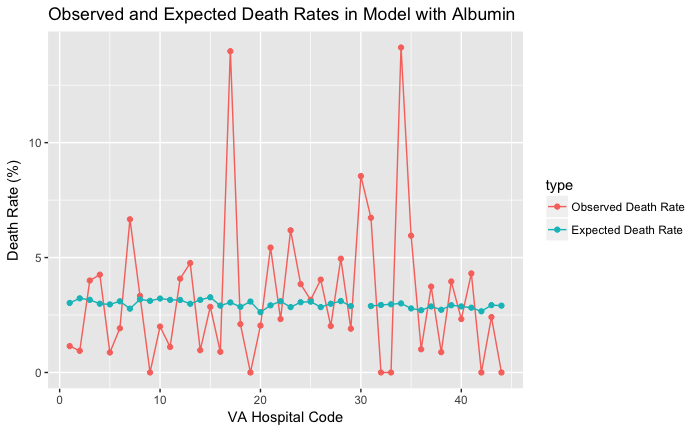 Observed and Expected Death Rates in Model with Albumin
Death Rate (%)
10
5
0
0
10
20
30
40
VA Hospital Code
type
Observed Death Rate
Expected Death Rate